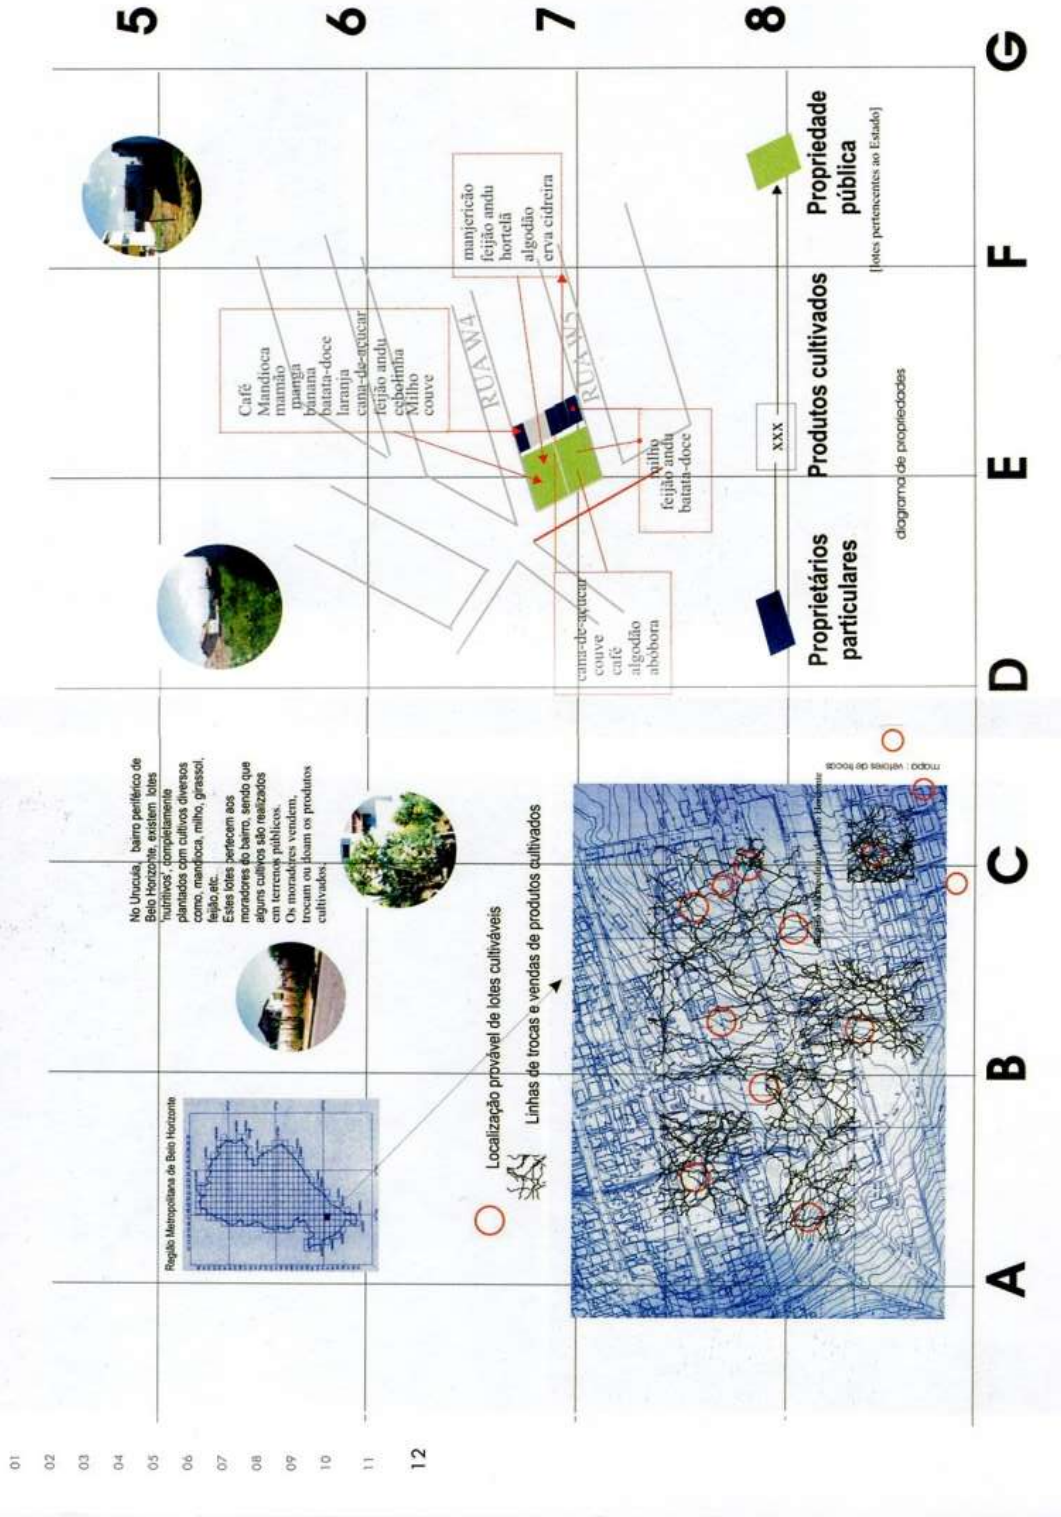 01
02
03
04
05
06
07
08
09
10
11
12
5
6
7
8
A
B
C
D
E
F
G
Região Metropolitana de Belo Horizonte
No Urucuia, bairro periférico de
Belo Horizonte, existem lotes
'nutritivos', completamente
plantados com cultivos diversos
como, mandioca, milho, girassol,
feijão, etc.
Estes lotes pertecem aos
moradores do bairro, sendo que
alguns cultivos são realizados
em terrenos públicos.
Os moradores vendem,
trocam ou doam os produtos
cultivados.
Localização provável de lotes cultiváveis
Linhas de trocas e vendas de produtos cultivados
mapa : vetores de trocas
Café
Mandioca
mamão
manga
banana
batata-doce
laranja
cana-de-açucar
feijão andu
cebolinha
Milho
couve
manjericão
feijão andu
hortelã
algodão
erva cidreira
RUA W4
RUA W5
cana-de-açucar
couve
café
algodão
abóbora
milho
feijão andu
batata-doce
Proprietários
particulares
xxx
Produtos cultivados
Propriedade
pública
[lotes pertencentes ao Estado]
diagrama de propriedades